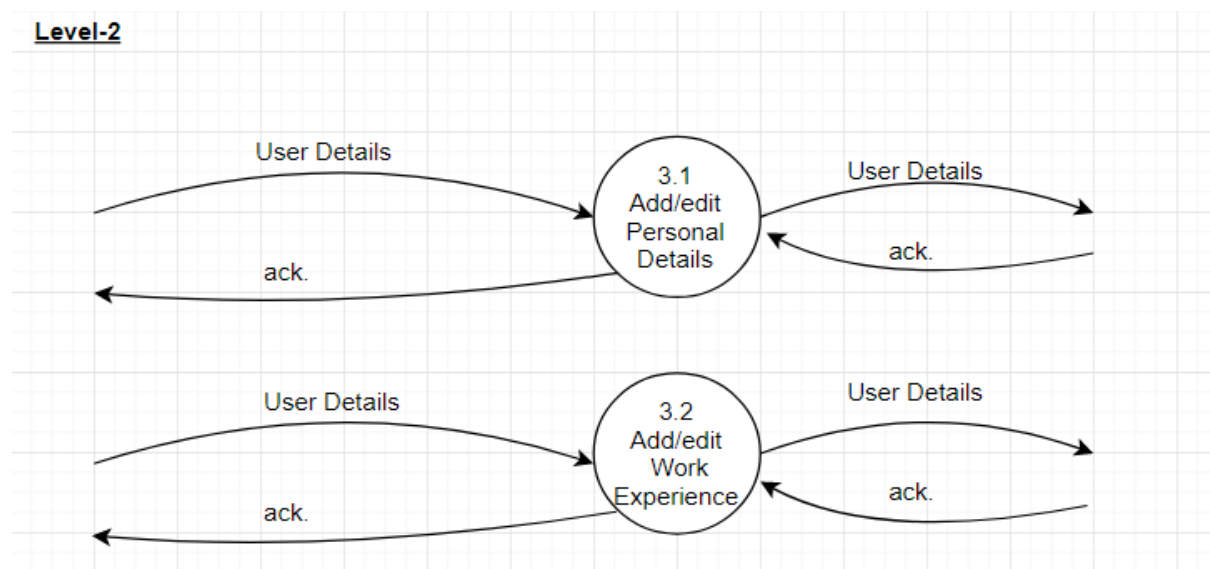 Level-2
User Details
3.1
Add/edit
Personal
Details
User Details
ack.
ack.
User Details
3.2
Add/edit
Work
Experience
User Details
ack.
ack.